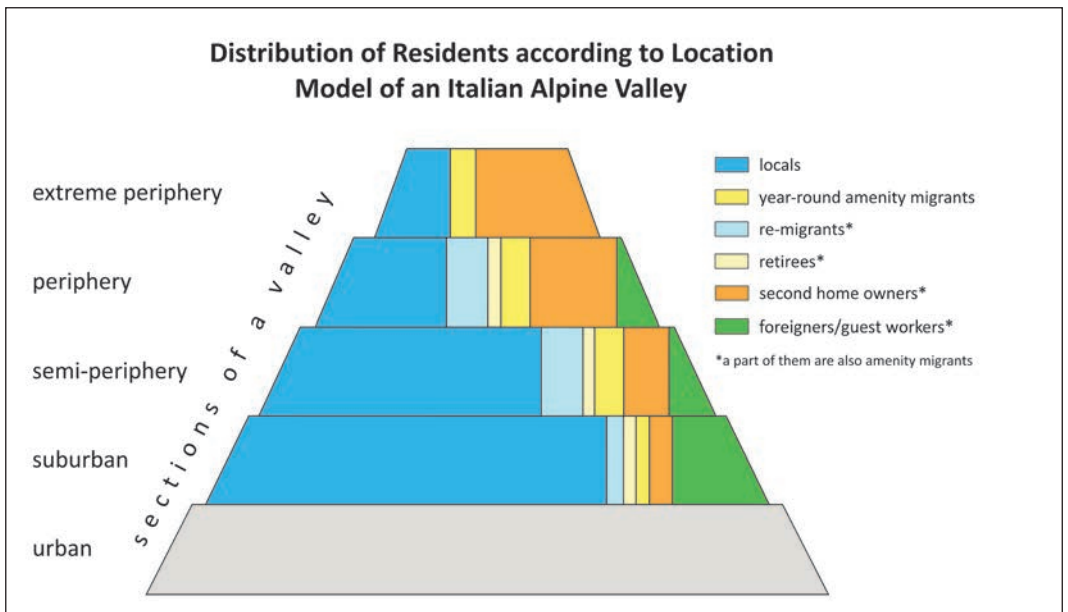 Distribution of Residents according to Location
Model of an Italian Alpine Valley
extreme periphery
periphery
semi-periphery
suburban
urban
sections of a valley
locals
year-round amenity migrants
re-migrants*
retirees*
second home owners*
foreigners/guest workers*
*a part of them are also amenity migrants